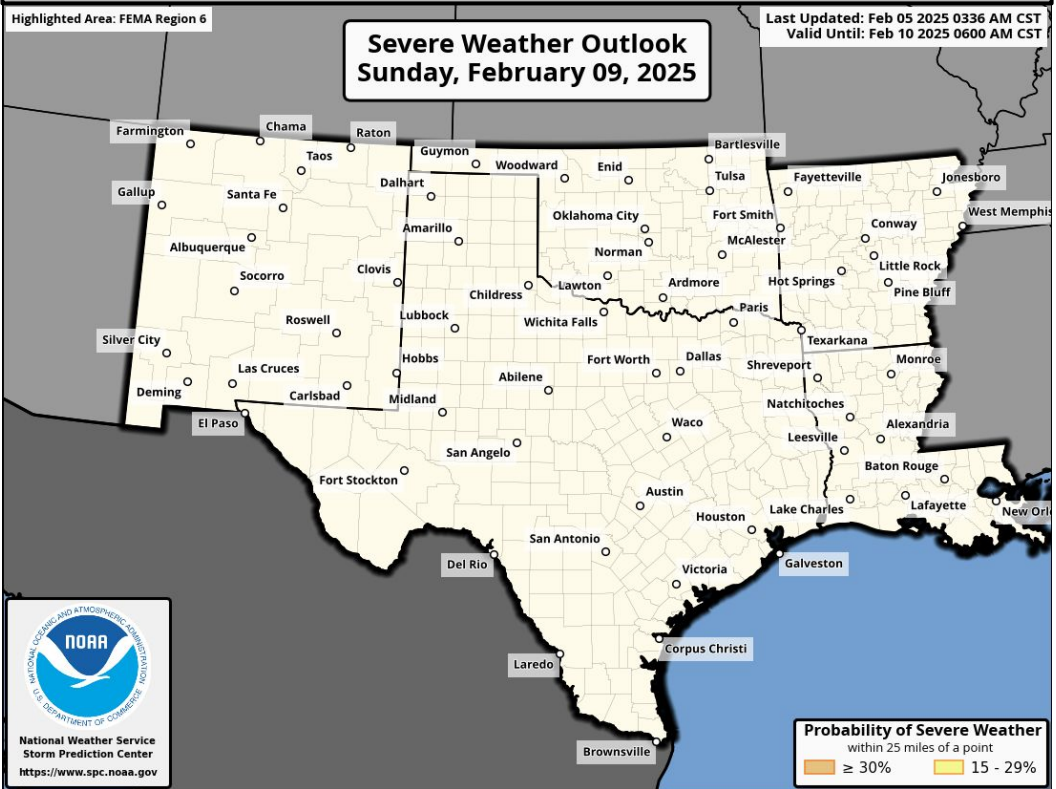 Highlighted Area: FEMA Region 6
Severe Weather Outlook
Sunday, February 09, 2025
Last Updated: Feb 05 2025 0336 AM CST
Valid Until: Feb 10 2025 0600 AM CST
Farmington
Chama
Raton
Taos
Guymon
Woodward
Enid
Bartlesville
Tulsa
Fayetteville
Jonesboro
Gallup
Santa Fe
Dalhart
Amarillo
Oklahoma City
Fort Smith
West Memphis
Conway
Albuquerque
Norman
McAlester
Little Rock
Socorro
Clovis
Childress
Lawton
Ardmore
Hot Springs
Pine Bluff
Roswell
Lubbock
Wichita Falls
Paris
Texarkana
Silver City
Hobbs
Fort Worth
Dallas
Shreveport
Monroe
Las Cruces
Abilene
Deming
Carlsbad
Midland
Natchitoches
El Paso
Waco
Leesville
Alexandria
San Angelo
Fort Stockton
Baton Rouge
Austin
Lake Charles
Lafayette
New Orl
Houston
San Antonio
Del Rio
Galveston
Victoria
Laredo
Corpus Christi
Brownsville
NATIONAL OCEANIC AND ATMOSPHERIC ADMINISTRATION
NOAA
U.S. DEPARTMENT OF COMMERCE
National Weather Service
Storm Prediction Center
https://www.spc.noaa.gov
Probability of Severe Weather
within 25 miles of a point
≥ 30%
15 - 29%